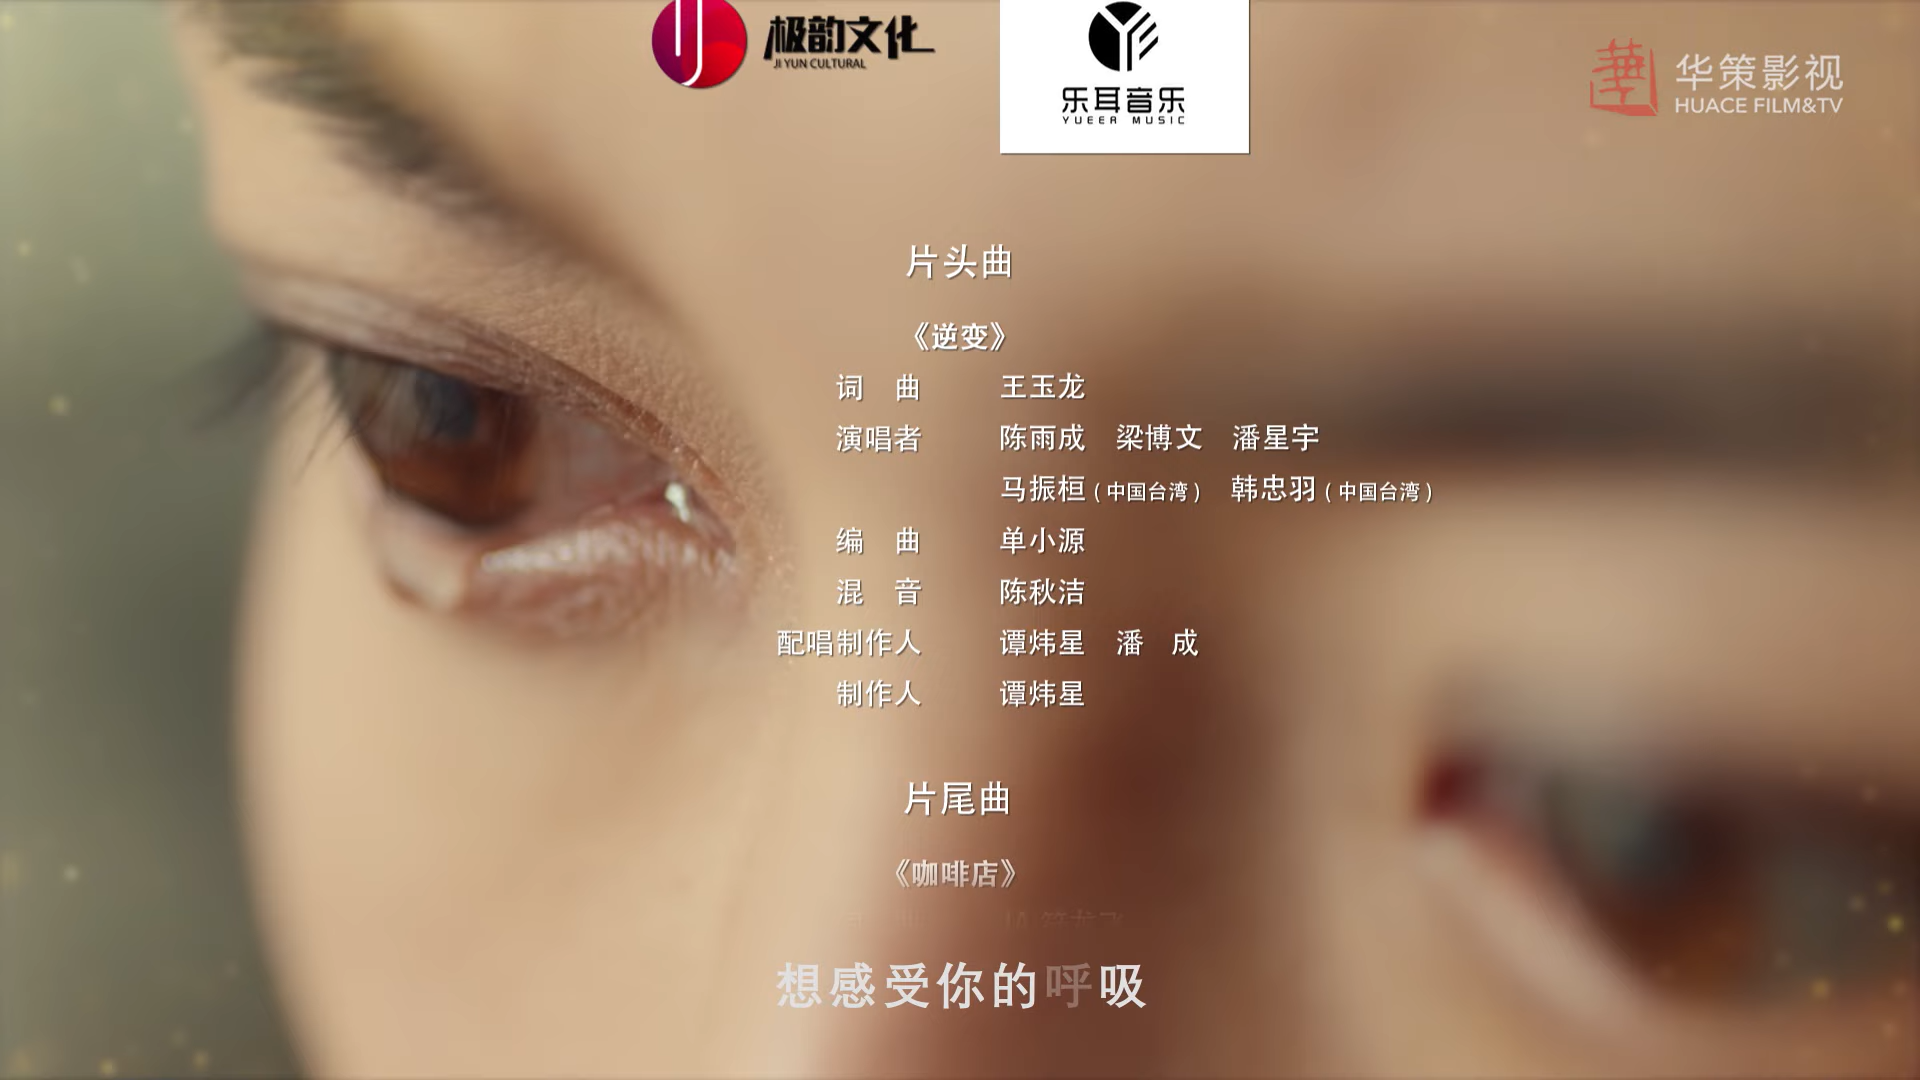 极韵文化
JI YUN CULTURAL
乐耳音乐
YUEER MUSIC
华策影视
HUACE FILM&TV
片头曲
《逆变》
词 曲 王玉龙
演唱者 陈雨成 梁博文 潘星宇
马振桓(中国台湾) 韩忠羽(中国台湾)
编 曲 单小源
混 音 陈秋洁
配唱制作人 谭炜星 潘 成
制作人 谭炜星
片尾曲
《咖啡店》
想感受你的呼吸